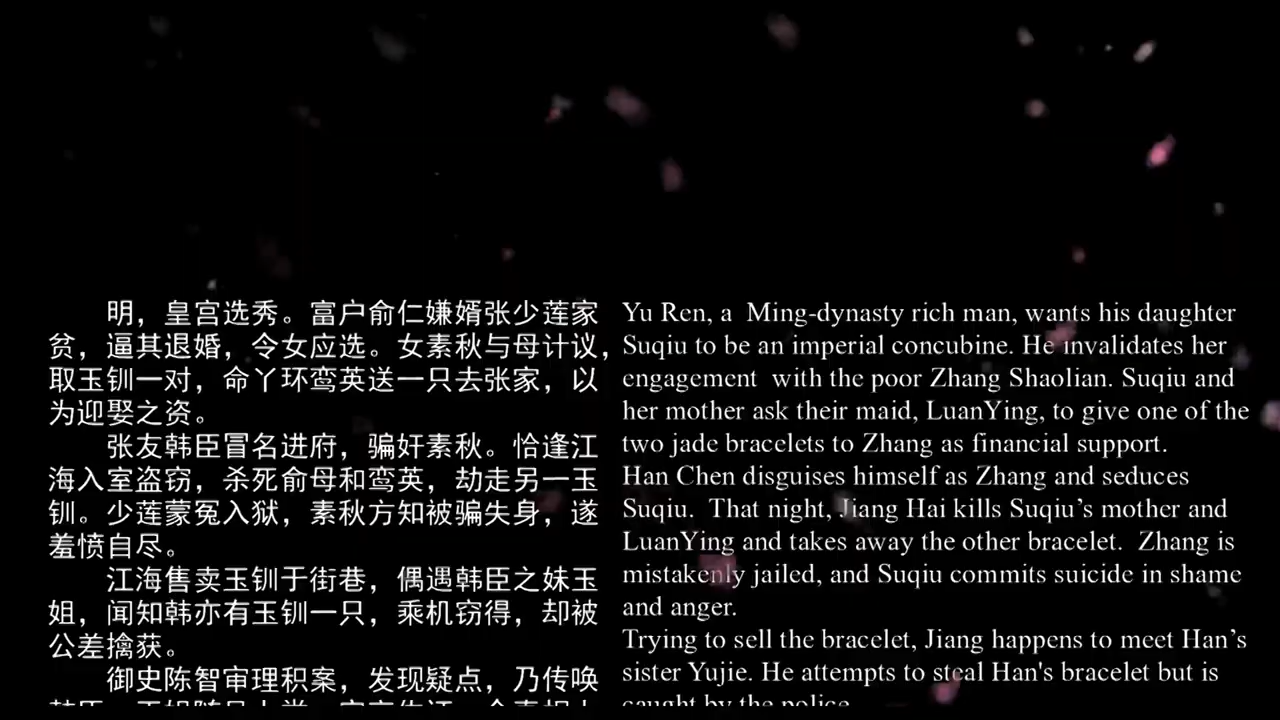 明，皇宫选秀。富户俞仁嫌婿张少莲家
贫，逼其退婚，令女应选。女素秋与母计议，
取玉钏一对，命丫环鸾英送一只去张家，以
为迎娶之资。
张友韩臣冒名进府，骗奸素秋。恰逢江
海入室盗窃，杀死俞母和鸾英，劫走另一玉
钏。少莲蒙冤入狱，素秋方知被骗失身，遂
羞愤自尽。
江海售卖玉钏于街巷，偶遇韩臣之妹玉
姐，闻知韩亦有玉钏一只，乘机窃得，却被
公差擒获。
御史陈智审理积案，发现疑点，乃传唤
Yu Ren, a Ming-dynasty rich man, wants his daughter
Suqiu to be an imperial concubine. He invalidates her
engagement with the poor Zhang Shaolian. Suqiu and
her mother ask their maid, LuanYing, to give one of the
two jade bracelets to Zhang as financial support.
Han Chen disguises himself as Zhang and seduces
Suqiu. That night, Jiang Hai kills Suqiu's mother and
LuanYing and takes away the other bracelet. Zhang is
mistakenly jailed, and Suqiu commits suicide in shame
and anger.
Trying to sell the bracelet, Jiang happens to meet Han's
sister Yujie. He attempts to steal Han's bracelet but is
caught by the police